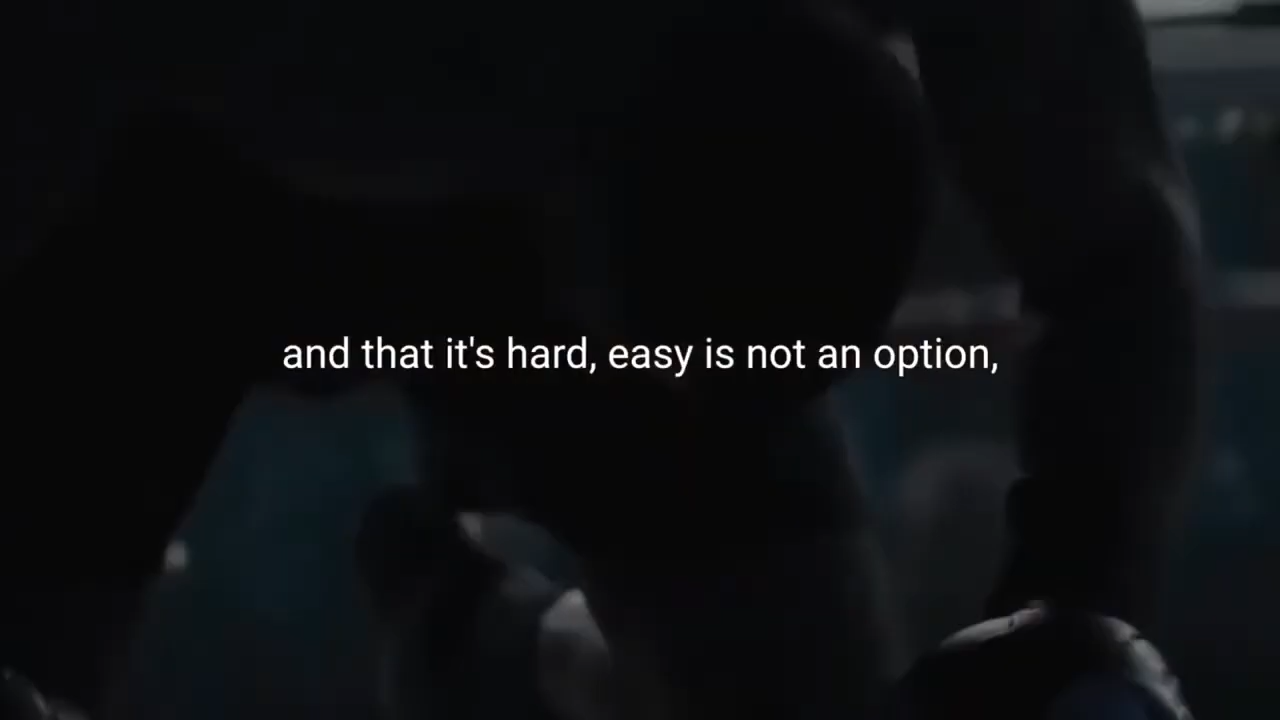 and that it's hard, easy is not an option,